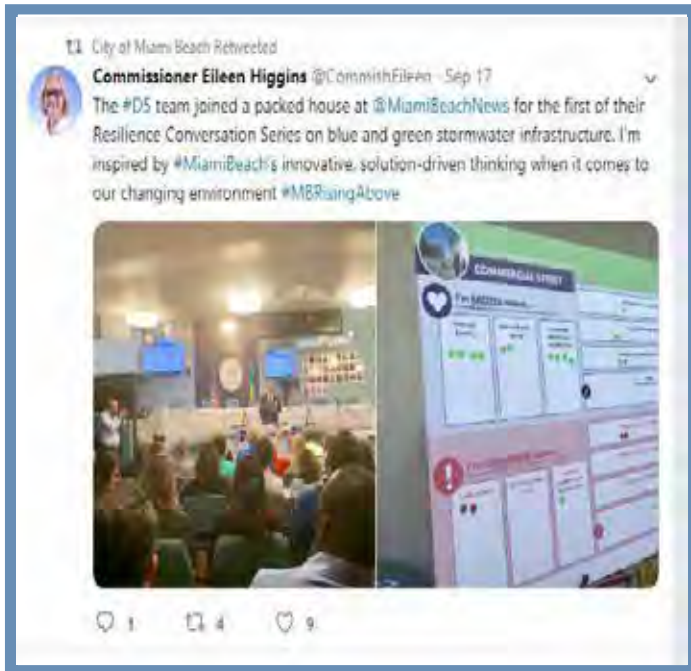 City of Miami Beach Retweeted
Commissioner Eileen Higgins @CommishEileen · Sep 17
The #D5 team joined a packed house at @MiamiBeachNews for the first of their
Resilience Conversation Series on blue and green stormwater infrastructure. I'm
inspired by #MiamiBeach's innovative, solution-driven thinking when it comes to
our changing environment #MBRisingAbove
COMMERCIAL STREET
1 4 9